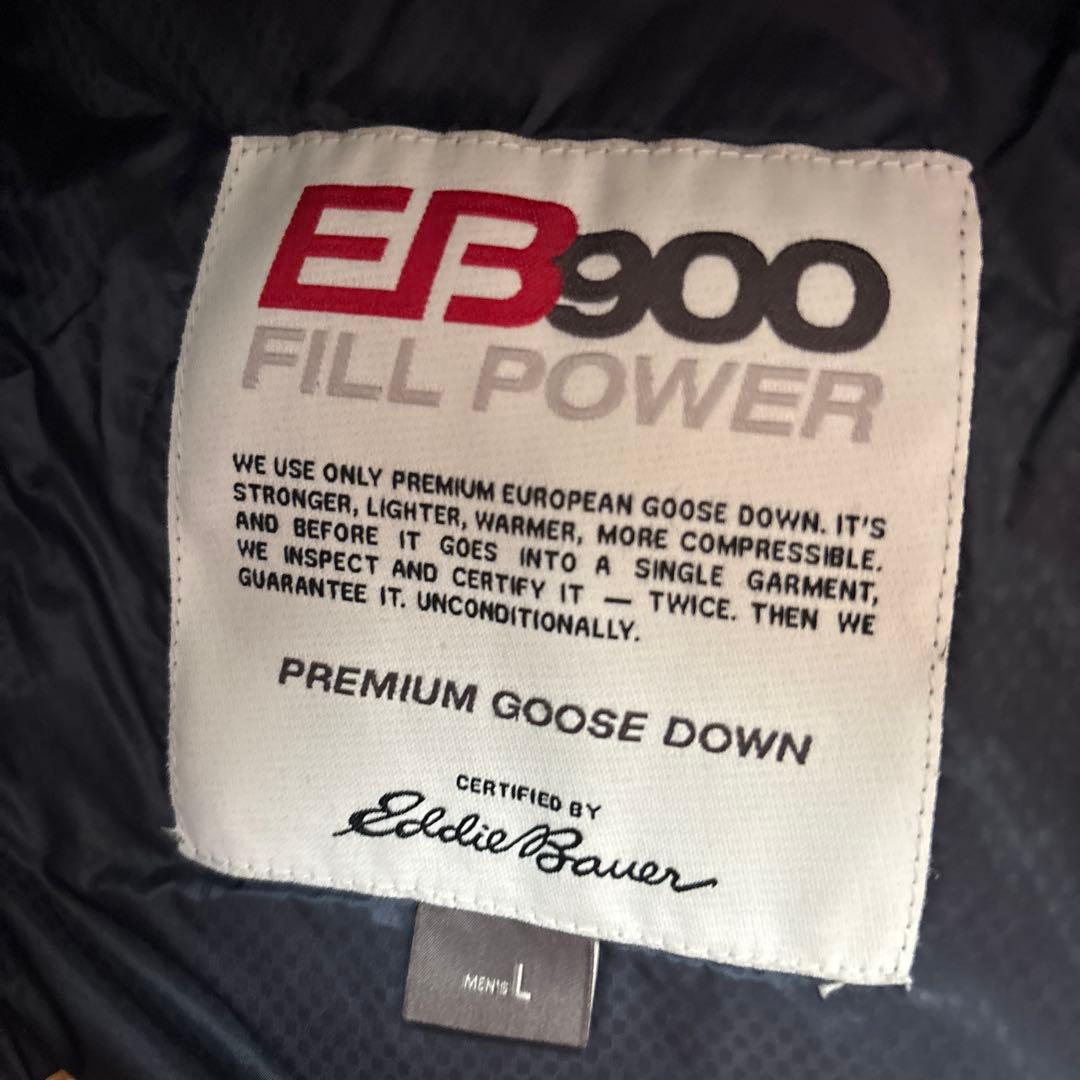 EB900
FILL POWER
WE USE ONLY PREMIUM EUROPEAN GOOSE DOWN. IT'S
STRONGER, LIGHTER, WARMER, MORE COMPRESSIBLE.
AND BEFORE IT GOES INTO A SINGLE GARMENT,
WE INSPECT AND CERTIFY IT — TWICE. THEN WE
GUARANTEE IT. UNCONDITIONALLY.
PREMIUM GOOSE DOWN
CERTIFIED BY
Eddie Bauer
MEN'S L